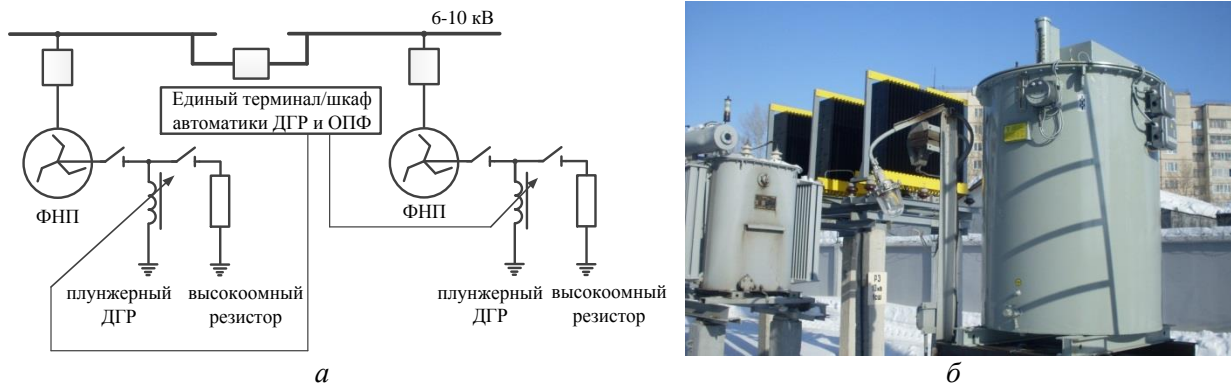 6-10 кВ
Единый терминал/шкаф
автоматики ДГР и ОПФ
ФНП
ФНП
плунжерный
ДГР
высокоомный
резистор
плунжерный
ДГР
высокоомный
резистор
а
б